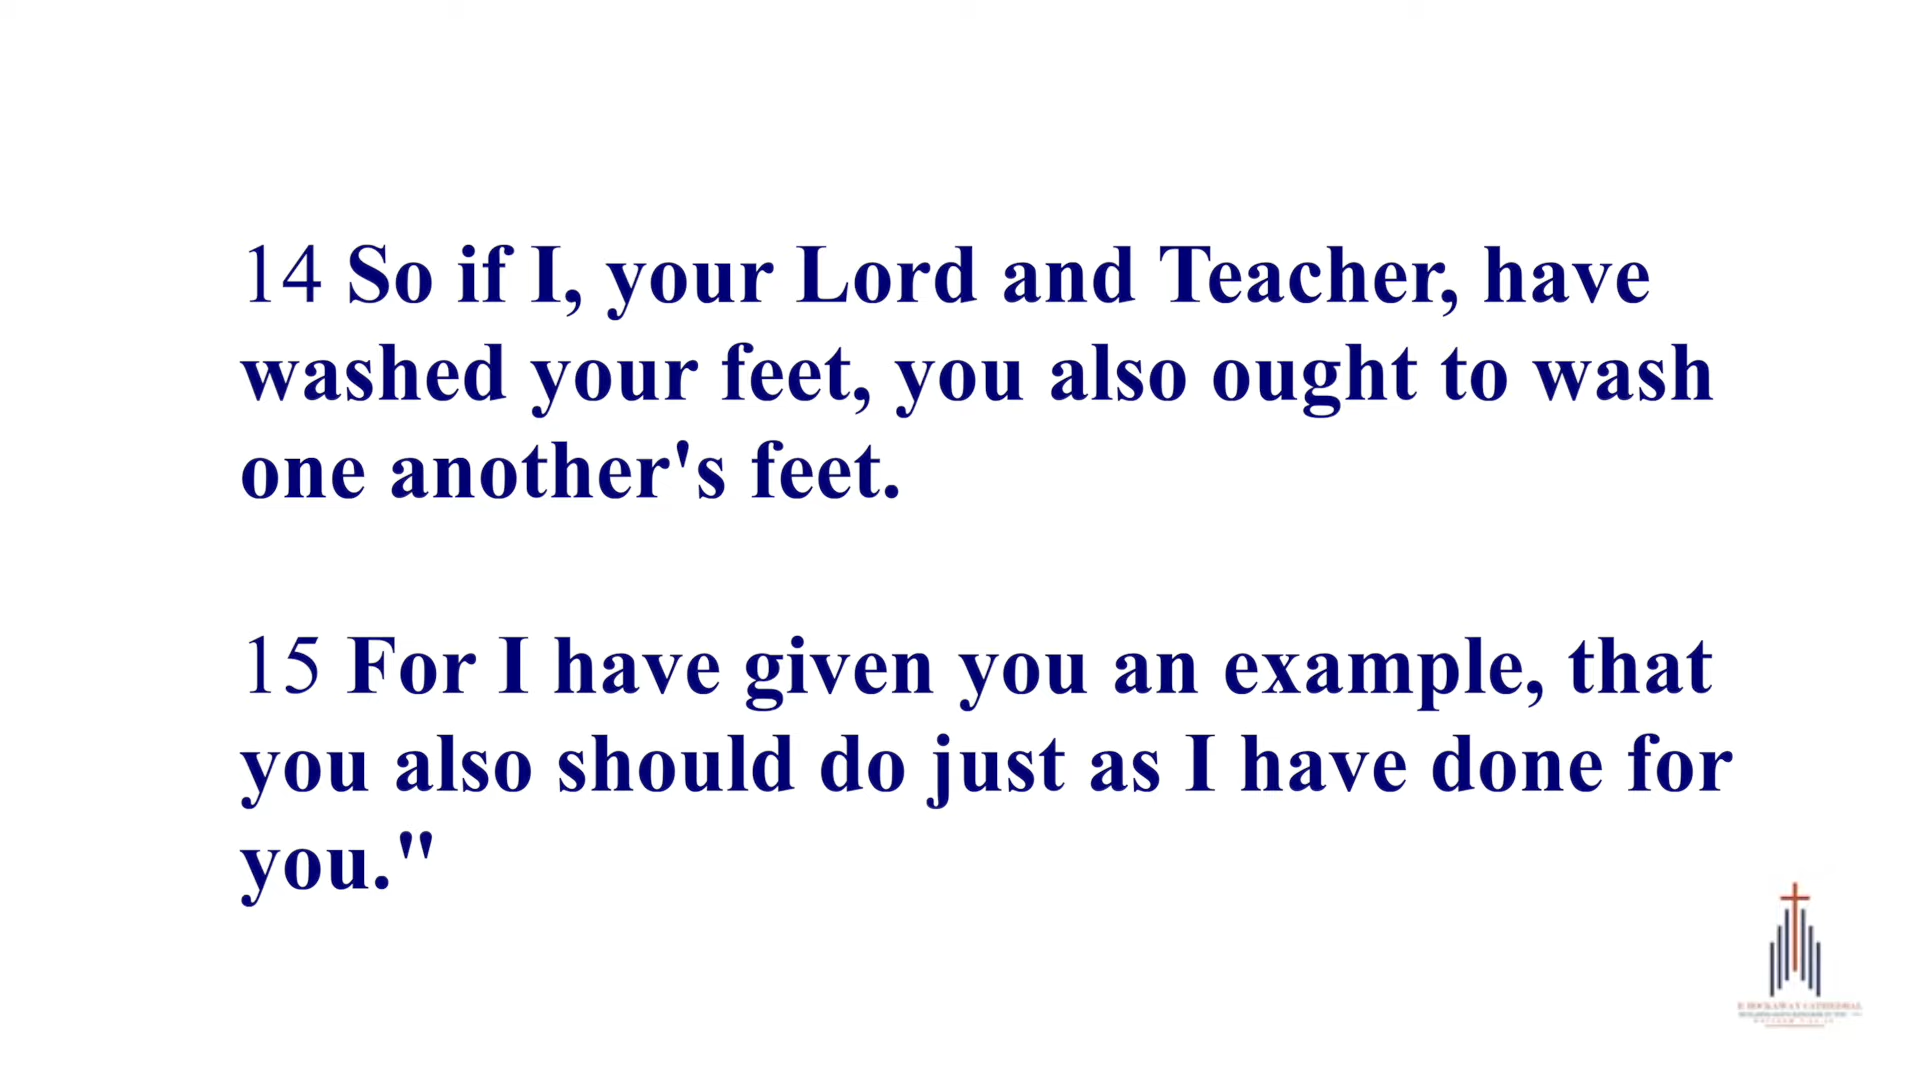 14 So if I, your Lord and Teacher, have
washed your feet, you also ought to wash
one another's feet.
15 For I have given you an example, that
you also should do just as I have done for
you."
CATHEDRAL